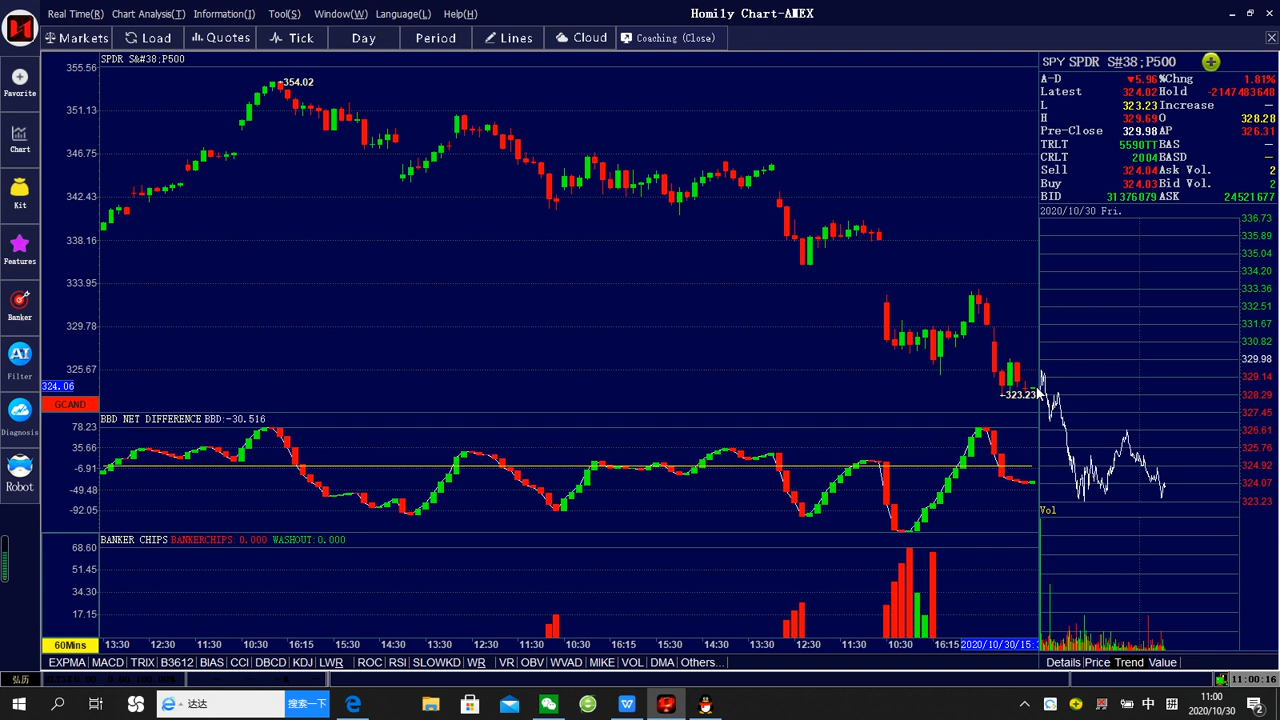 Real Time(R) Chart Analysis(T) Information(I) Tool(S) Window(W) Language(L) Help(H) Homily Chart-AMEX
Markets Load Quotes Tick Day Period Lines Cloud Coaching (Close)
SPDR S&#38;P500
355.56
354.02
351.13
346.75
342.43
338.16
333.95
329.78
325.67
323.23
324.06
GCAND
BBD NET DIFFERENCE BBD:-30.516
78.23
35.66
-6.91
-49.48
-92.05
BANKER CHIPS BANKERCHIPS: 0.000 WASHOUT:0.000
68.60
51.45
34.30
17.15
60Mins 13:30 12:30 11:30 10:30 16:15 15:30 14:30 13:30 12:30 11:30 10:30 16:15 15:30 14:30 12:30 11:30 10:30 16:15 2020/10/30/15:
EXPMA MACD TRIX B3612 BIAS CCI DBCD KDJ LWR ROC RSI SLOWKD WR VR OBV WVAD MIKE VOL DMA Others...
Favorite
Chart
Kit
Features
Banker
AI
Filter
Diagnosis
Robot
SPY SPDR S#38;P500
A-D ▼5.96 %Chng 1.81%
Latest 324.02 Hold -2147483648
L 323.23 Increase —
H 329.69 O 328.28
Pre-Close 329.98 AP 326.31
TRLT 5590TT BAS —
CRLT 2004 BASD —
Sell 324.04 Ask Vol. 2
Buy 324.03 Bid Vol. 2
BID 31376079 ASK 24521677
2020/10/30 Fri.
336.73
335.89
335.04
334.20
333.36
332.51
331.67
330.82
329.98
329.14
328.29
327.45
326.61
325.76
324.92
324.07
323.23
Vol
Details Price Trend Value
弘历 11:00:16
达达 搜索一下 中 11:00
2020/10/30 2